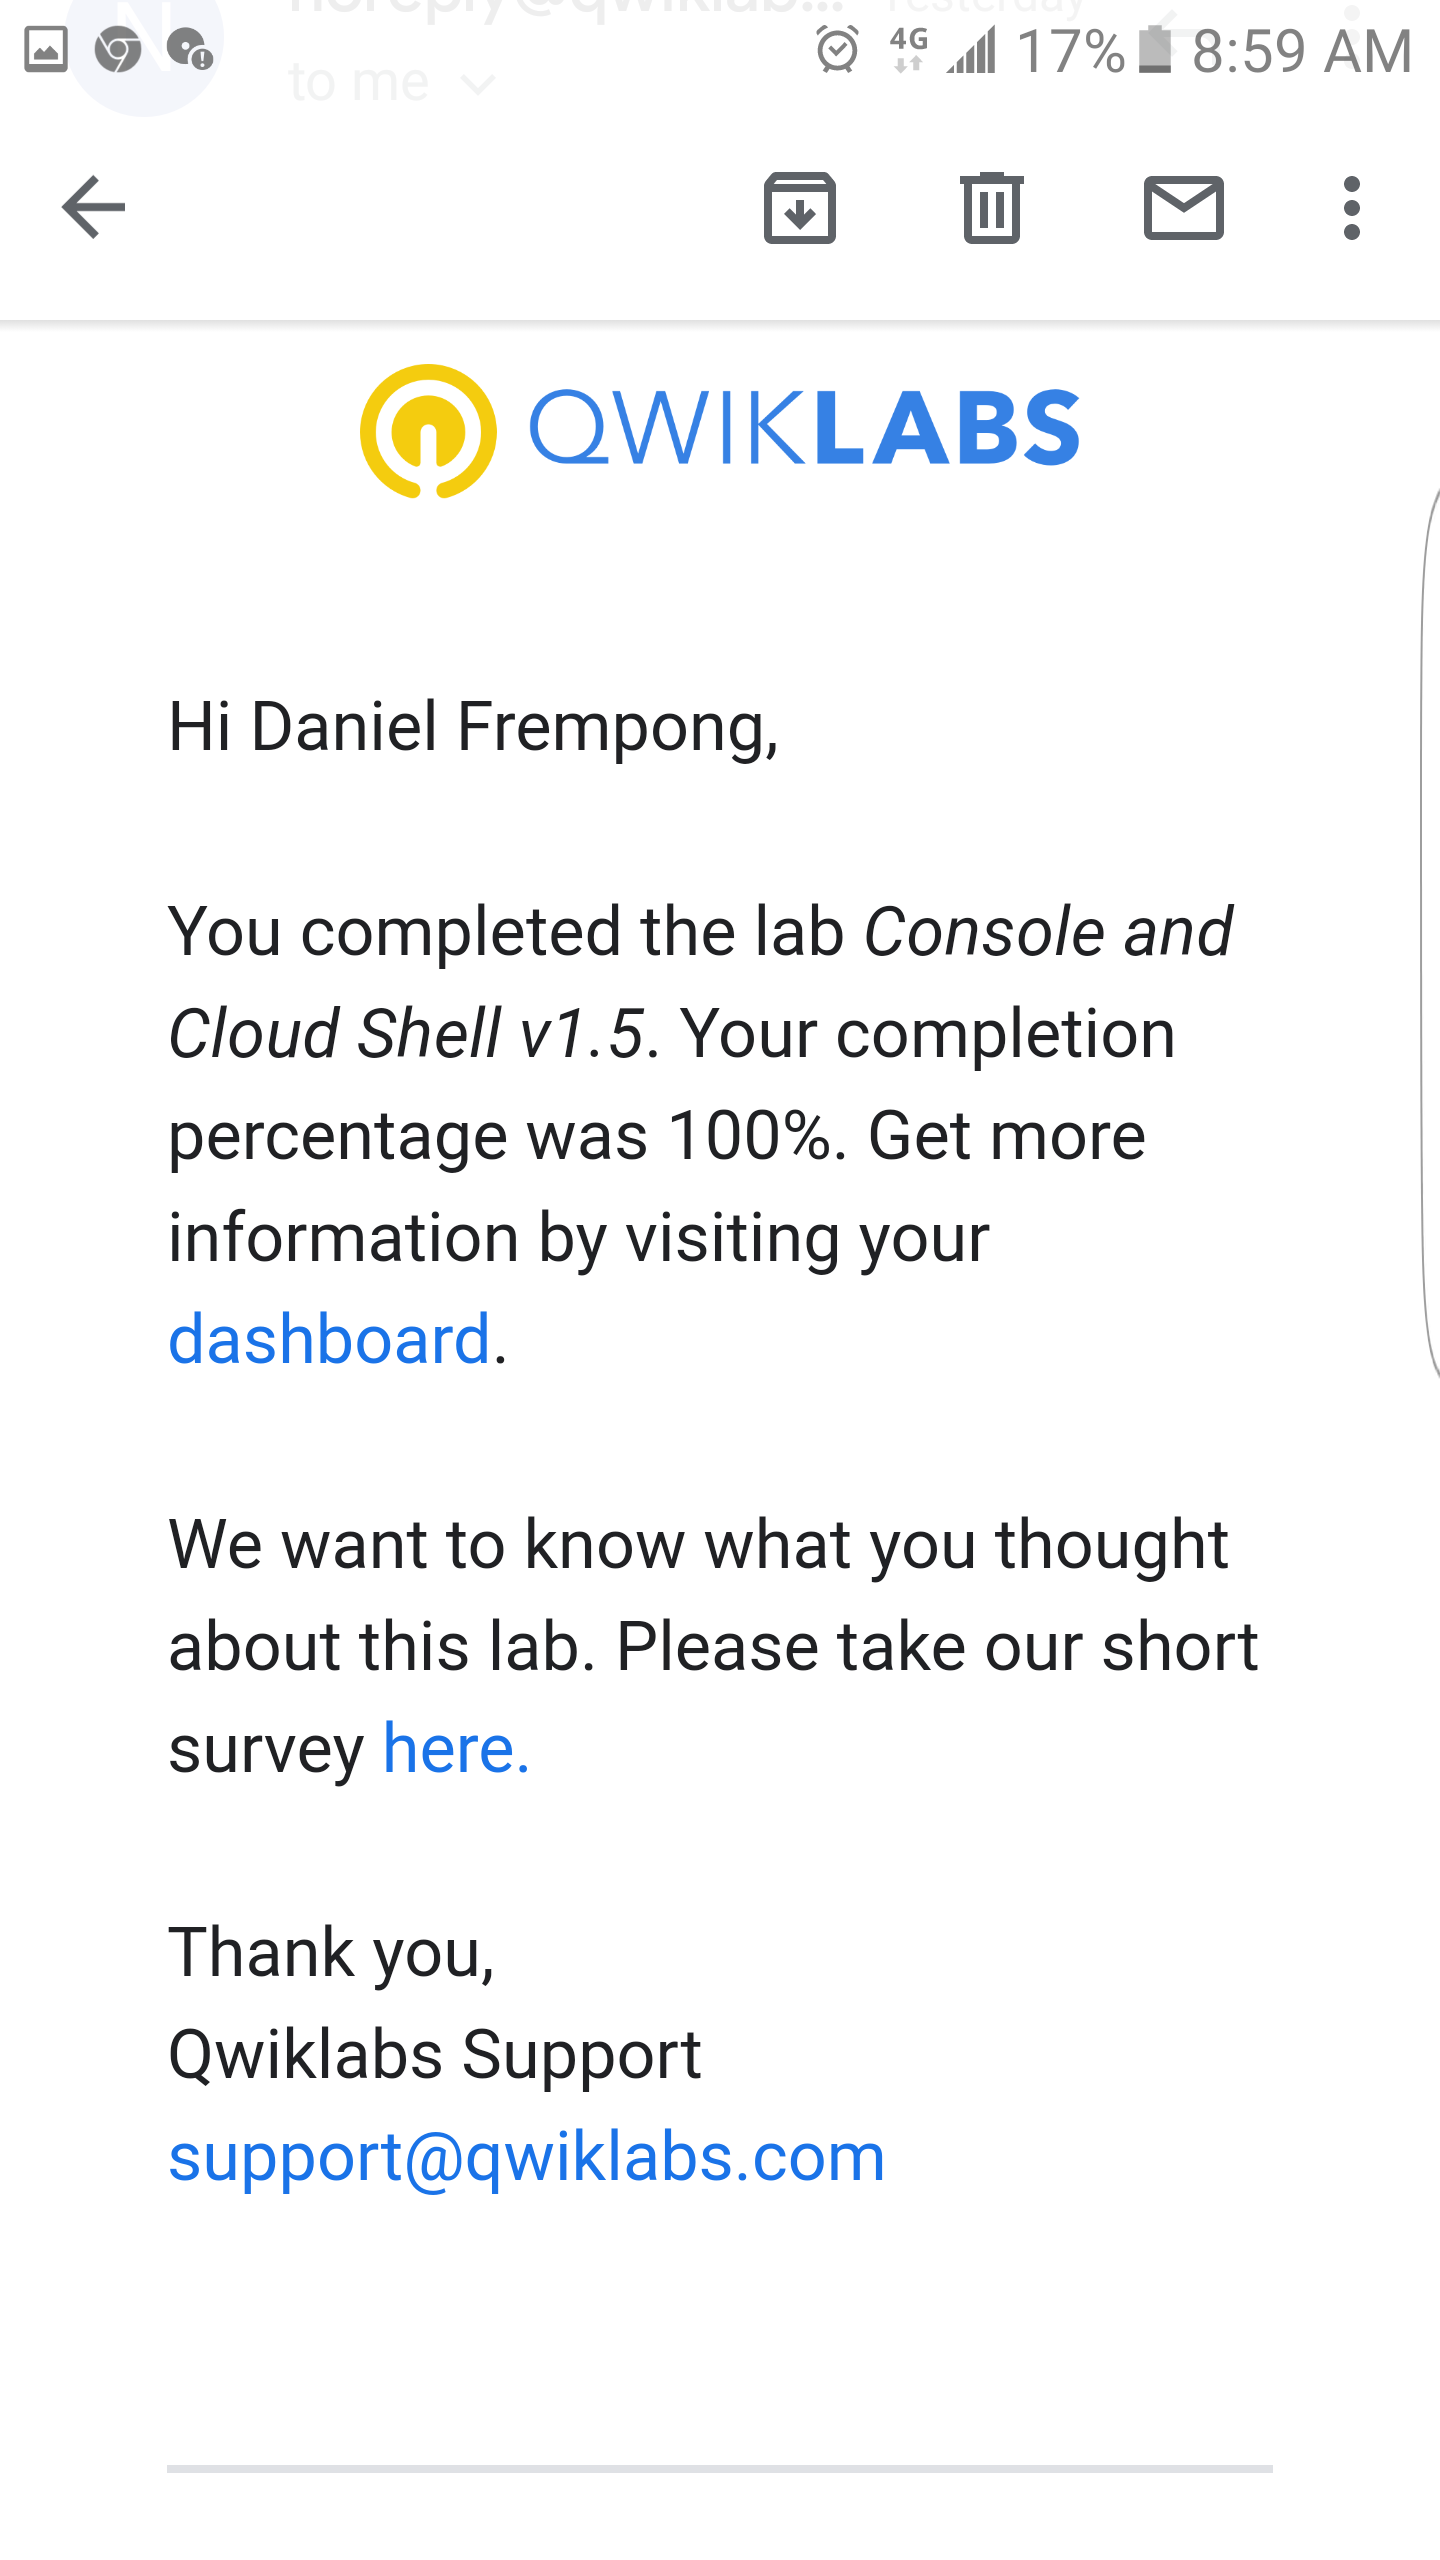 noreply@qwiklab... Yesterday
4G 17% 8:59 AM
N
to me
QWIKLABS
Hi Daniel Frempong,
You completed the lab Console and
Cloud Shell v1.5. Your completion
percentage was 100%. Get more
information by visiting your
dashboard.
We want to know what you thought
about this lab. Please take our short
survey here.
Thank you,
Qwiklabs Support
support@qwiklabs.com